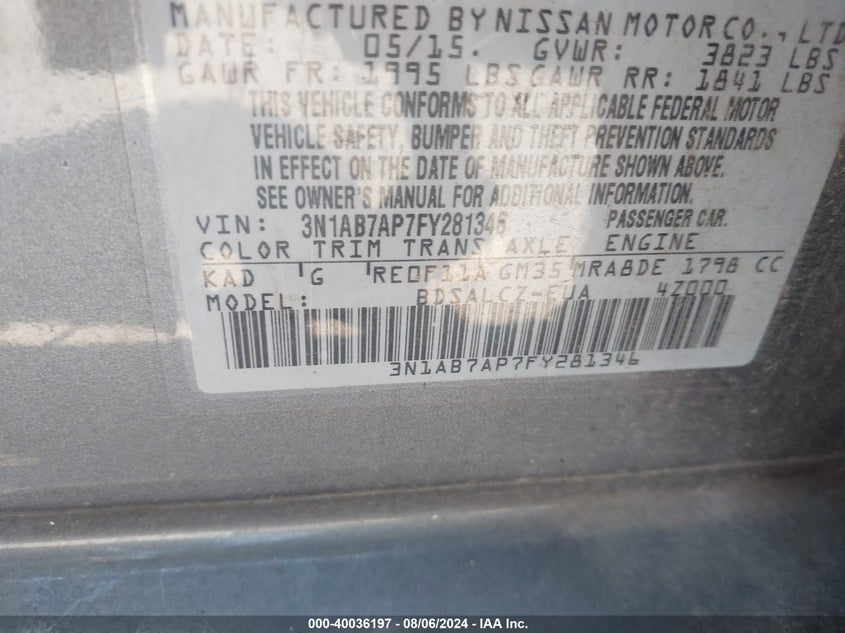 MANUFACTURED BY NISSAN MOTOR CO., LTD
DATE: 05/15. GVWR: 3823 LBS
GAWR FR: 1995 LBS GAWR RR: 1841 LBS
THIS VEHICLE CONFORMS TO ALL APPLICABLE FEDERAL MOTOR
VEHICLE SAFETY, BUMPER AND THEFT PREVENTION STANDARDS
IN EFFECT ON THE DATE OF MANUFACTURE SHOWN ABOVE.
SEE OWNER'S MANUAL FOR ADDITIONAL INFORMATION.
VIN: 3N1AB7AP7FY281346 PASSENGER CAR.
COLOR TRIM TRANS AXLE ENGINE
KAD G RE0F11A GM35 MRA8DE 1798 CC
MODEL: BDSALCZ-EUA 4Z000
3N1AB7AP7FY281346
000-40036197 - 08/06/2024 - IAA Inc.